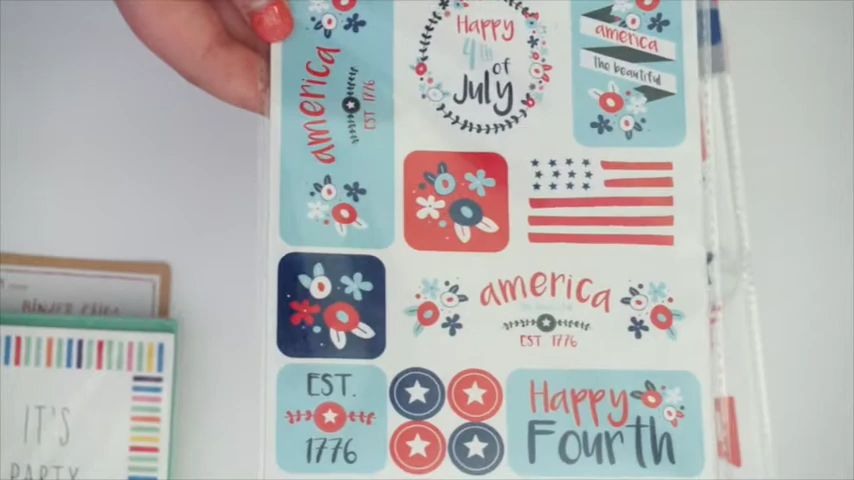 america
EST 1776
Happy
4th
of
July
america
the beautiful
america
EST 1776
EST.
1776
Happy
Fourth
IT'S
PARTY